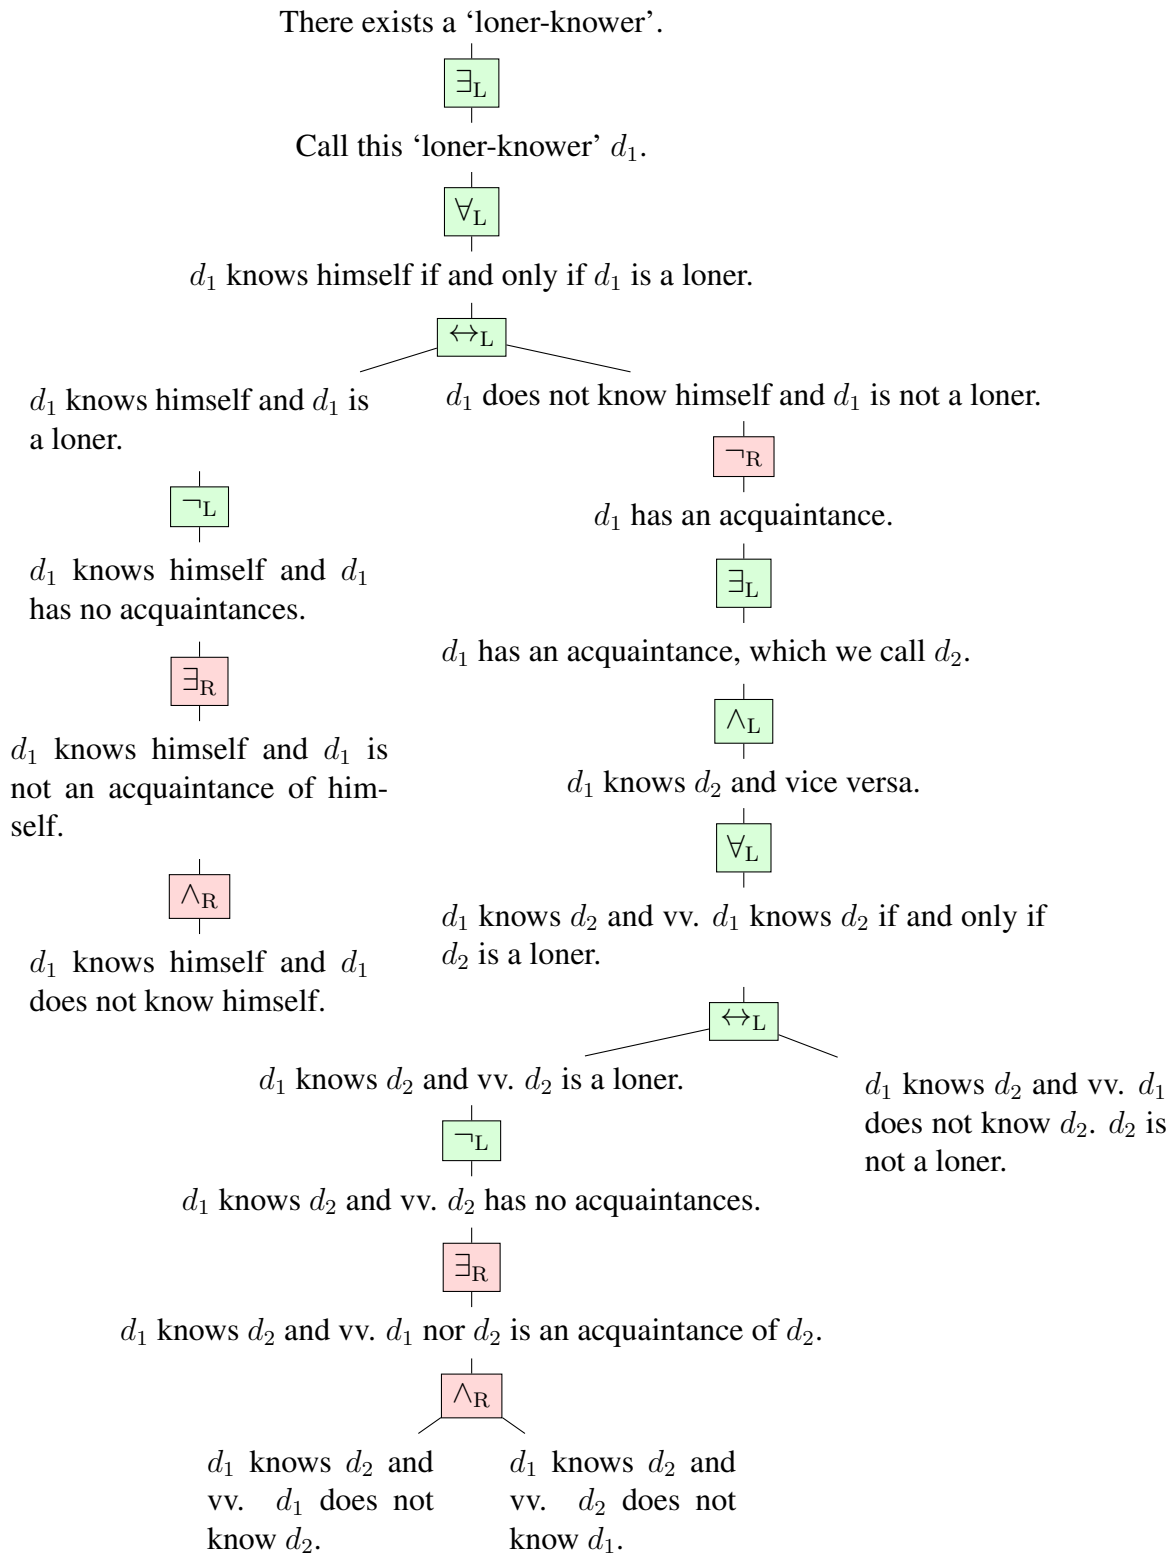 There exists a ‘loner-knower’.
∃L
Call this ‘loner-knower’ d1.
∀L
d1 knows himself if and only if d1 is a loner.
↔L
d1 knows himself and d1 is
a loner.
¬L
d1 knows himself and d1
has no acquaintances.
∃R
d1 knows himself and d1 is
not an acquaintance of him-
self.
∧R
d1 knows himself and d1
does not know himself.
d1 does not know himself and d1 is not a loner.
¬R
d1 has an acquaintance.
∃L
d1 has an acquaintance, which we call d2.
∧L
d1 knows d2 and vice versa.
∀L
d1 knows d2 and vv. d1 knows d2 if and only if
d2 is a loner.
↔L
d1 knows d2 and vv. d2 is a loner.
¬L
d1 knows d2 and vv. d2 has no acquaintances.
∃R
d1 knows d2 and vv. d1 nor d2 is an acquaintance of d2.
∧R
d1 knows d2 and
vv. d1 does not
know d2.
d1 knows d2 and
vv. d2 does not
know d1.
d1 knows d2 and vv. d1
does not know d2. d2 is
not a loner.